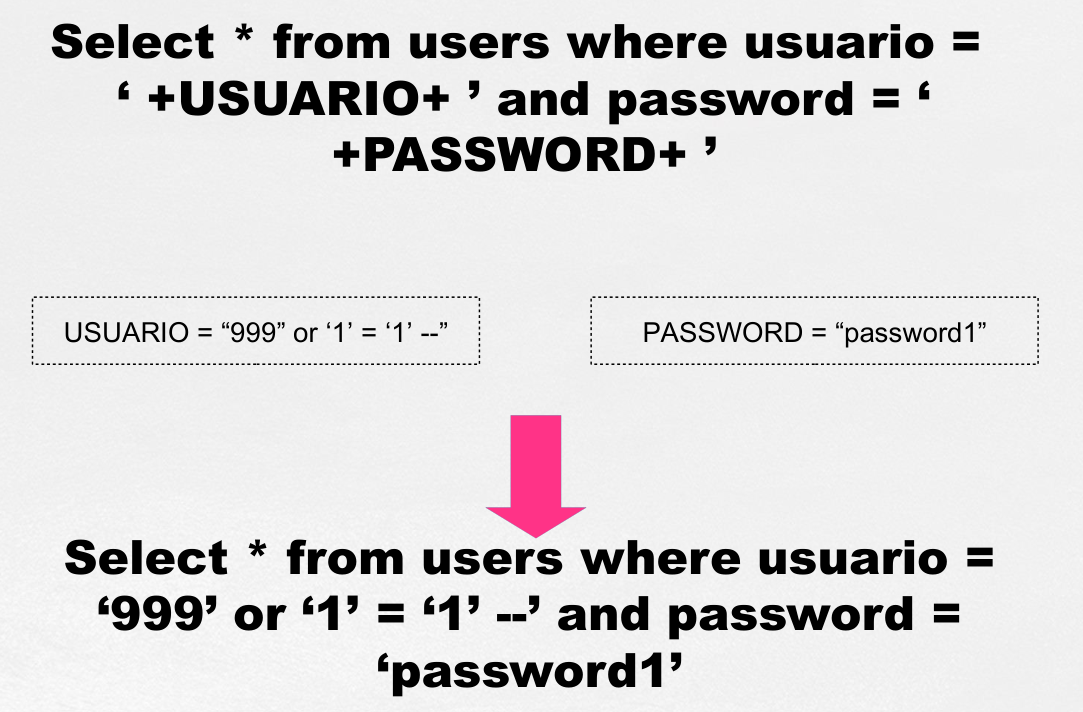 Select * from users where usuario =
‘ +USUARIO+ ’ and password = ‘
+PASSWORD+ ’
USUARIO = “999” or ‘1’ = ‘1’ --”
PASSWORD = “password1”
Select * from users where usuario =
‘999’ or ‘1’ = ‘1’ --’ and password =
‘password1’